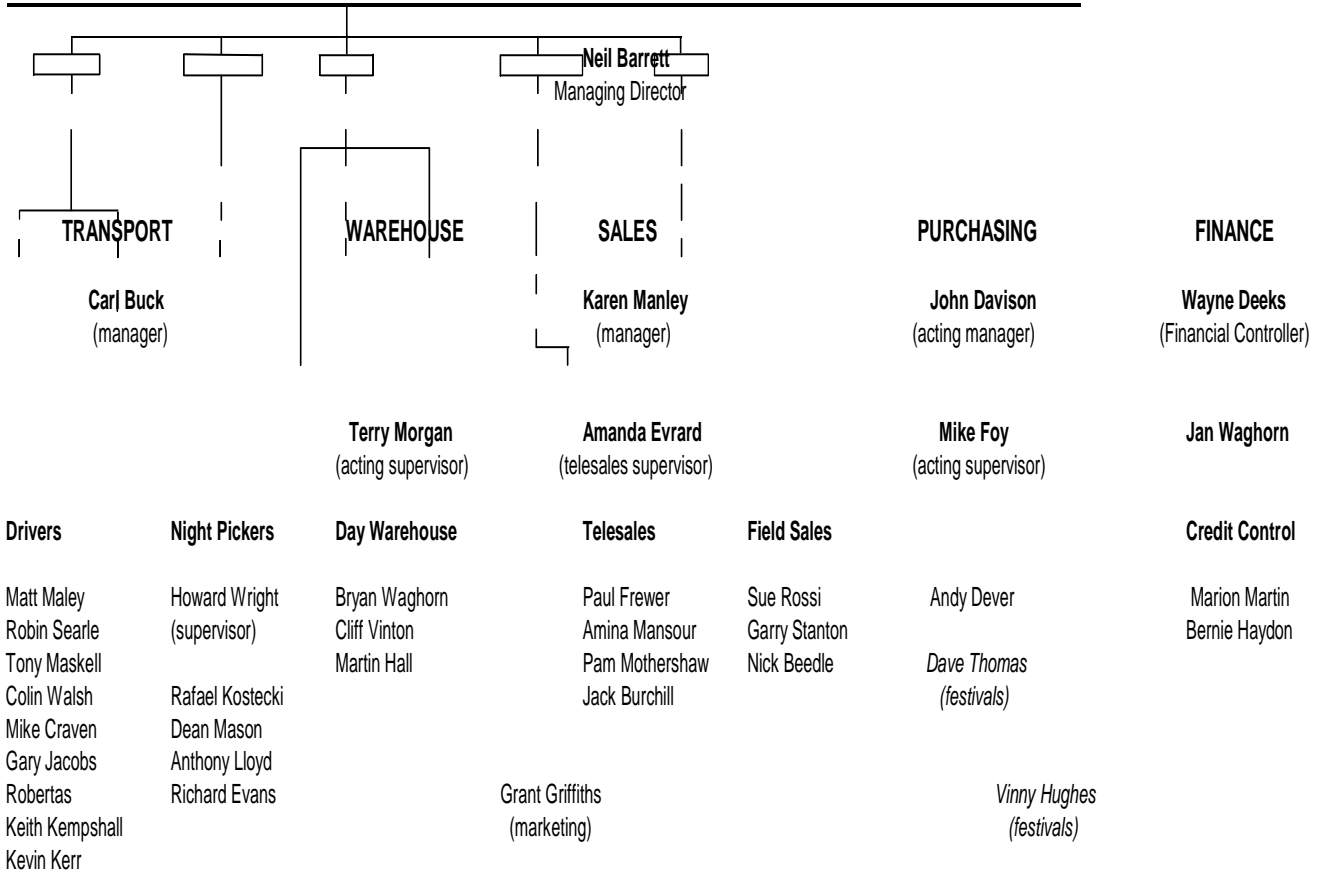 Neil Barrett
Managing Director
TRANSPORT WAREHOUSE SALES PURCHASING FINANCE
Carl Buck Karen Manley John Davison Wayne Deeks
(manager) (manager) (acting manager) (Financial Controller)
Terry Morgan Amanda Evrard Mike Foy Jan Waghorn
(acting supervisor) (telesales supervisor) (acting supervisor)
Drivers Night Pickers Day Warehouse Telesales Field Sales Credit Control
Matt Maley Howard Wright Bryan Waghorn Paul Frewer Sue Rossi Andy Dever Marion Martin
Robin Searle (supervisor) Cliff Vinton Amina Mansour Garry Stanton Bernie Haydon
Tony Maskell Martin Hall Pam Mothershaw Nick Beedle Dave Thomas
Colin Walsh Rafael Kostecki Jack Burchill (festivals)
Mike Craven Dean Mason
Gary Jacobs Anthony Lloyd
Robertas Richard Evans Grant Griffiths Vinny Hughes
Keith Kempshall (marketing) (festivals)
Kevin Kerr